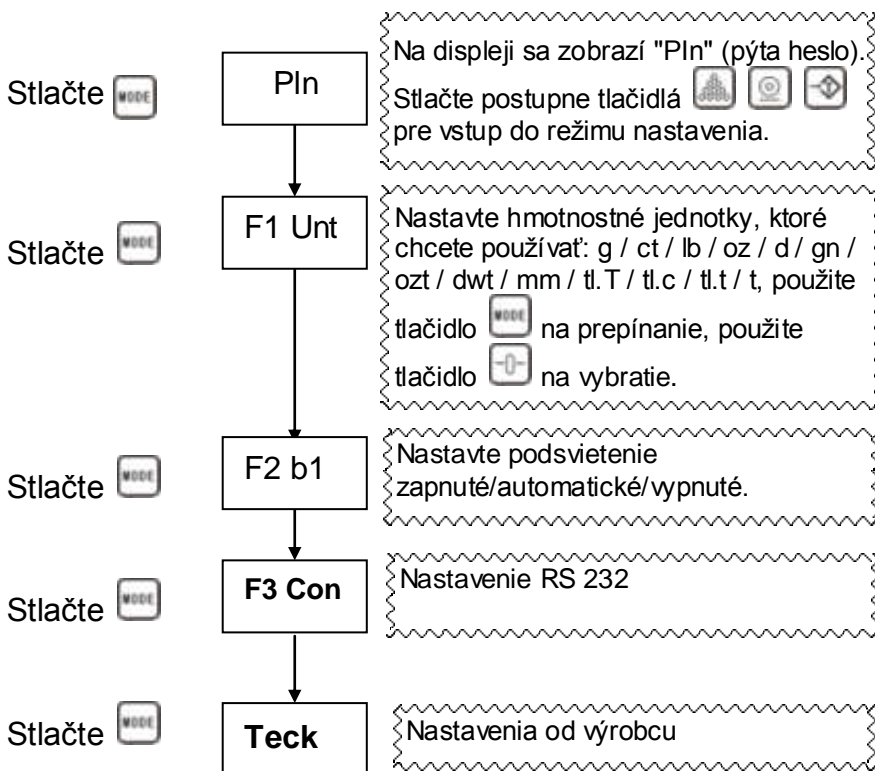 Stlačte MODE
PIn
Na displeji sa zobrazí "PIn" (pýta heslo).
Stlačte postupne tlačidlá
pre vstup do režimu nastavenia.
Stlačte MODE
F1 Unt
Nastavte hmotnostné jednotky, ktoré
chcete používať: g / ct / lb / oz / d / gn /
ozt / dwt / mm / tl.T / tl.c / tl.t / t, použite
tlačidlo MODE na prepínanie, použite
tlačidlo -0- na vybratie.
Stlačte MODE
F2 b1
Nastavte podsvietenie
zapnuté/automatické/vypnuté.
Stlačte MODE
F3 Con
Nastavenie RS 232
Stlačte MODE
Teck
Nastavenia od výrobcu